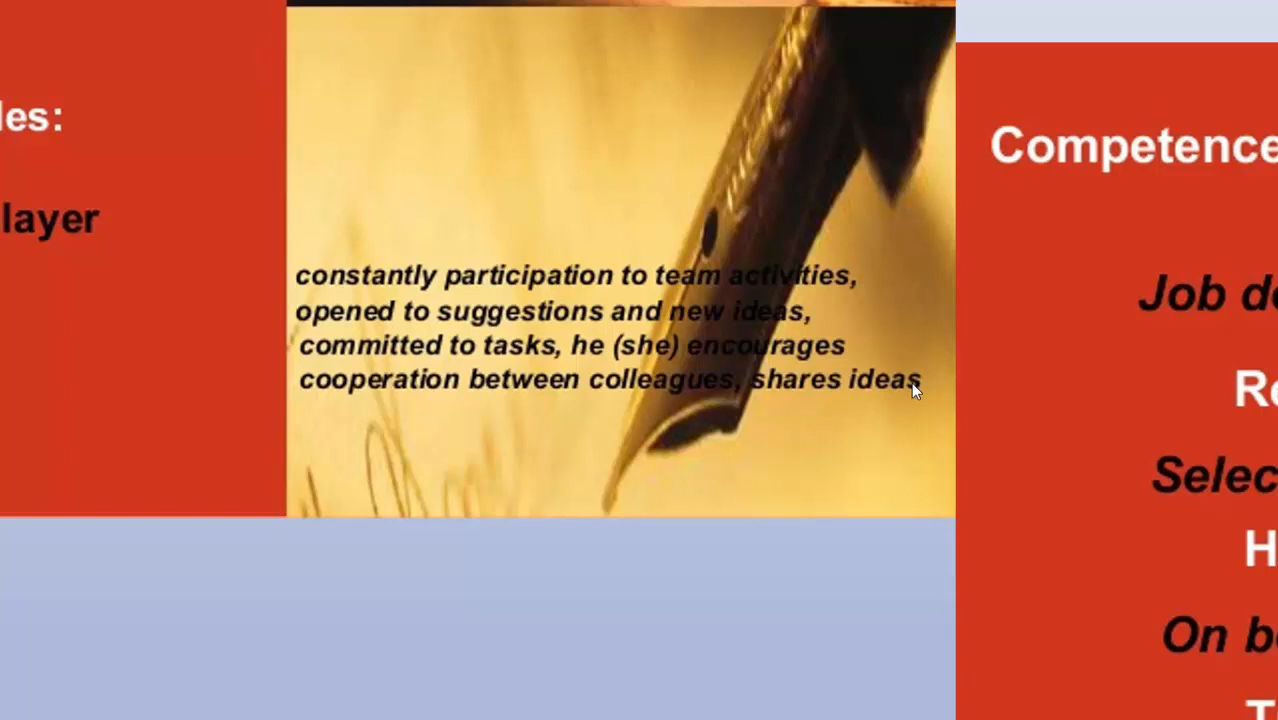 les:
layer
constantly participation to team activities,
opened to suggestions and new ideas,
committed to tasks, he (she) encourages
cooperation between colleagues, shares ideas
Competence
Job d
R
Selec
H
On b
T